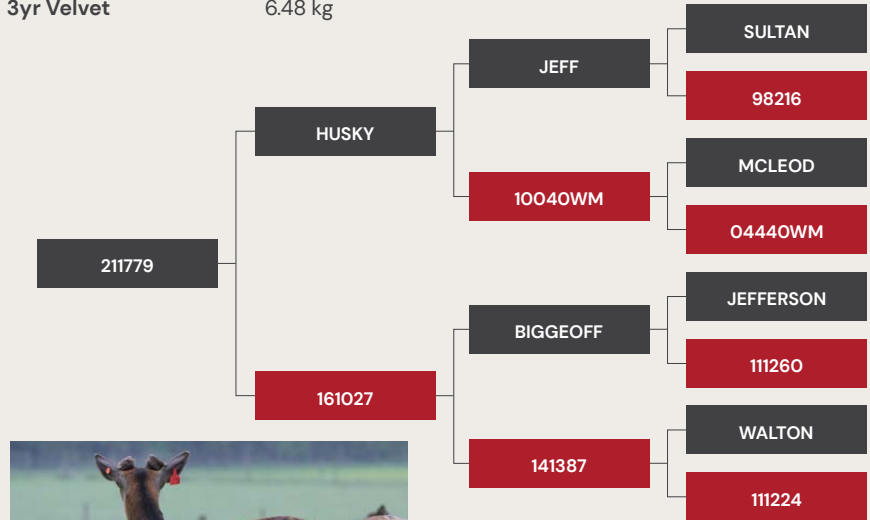 3yr Velvet 6.48 kg
SULTAN
JEFF
98216
HUSKY
MCLEOD
10040WM
04440WM
211779
JEFFERSON
BIGGEOFF
111260
161027
WALTON
141387
111224